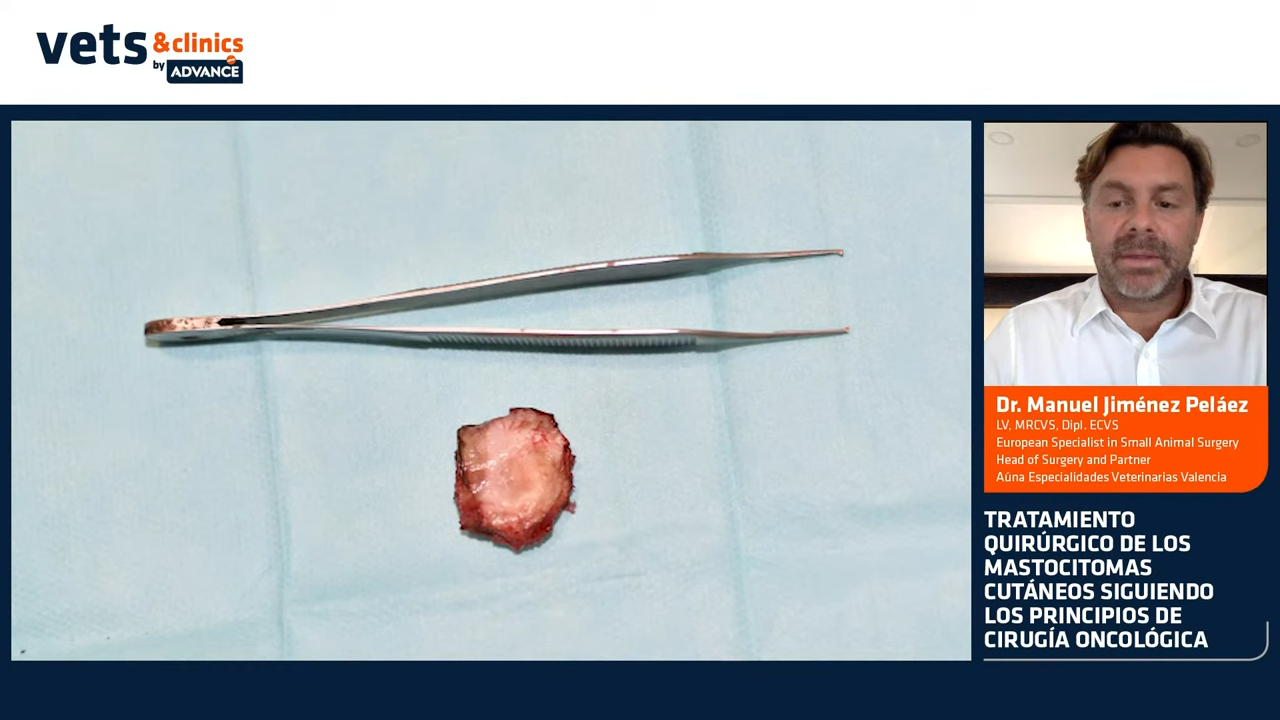 vets &clinics
by ADVANCE
Dr. Manuel Jiménez Peláez
LV, MRCVS, Dipl. ECVS
European Specialist in Small Animal Surgery
Head of Surgery and Partner
Aúna Especialidades Veterinarias Valencia
TRATAMIENTO
QUIRÚRGICO DE LOS
MASTOCITOMAS
CUTÁNEOS SIGUIENDO
LOS PRINCIPIOS DE
CIRUGÍA ONCOLÓGICA